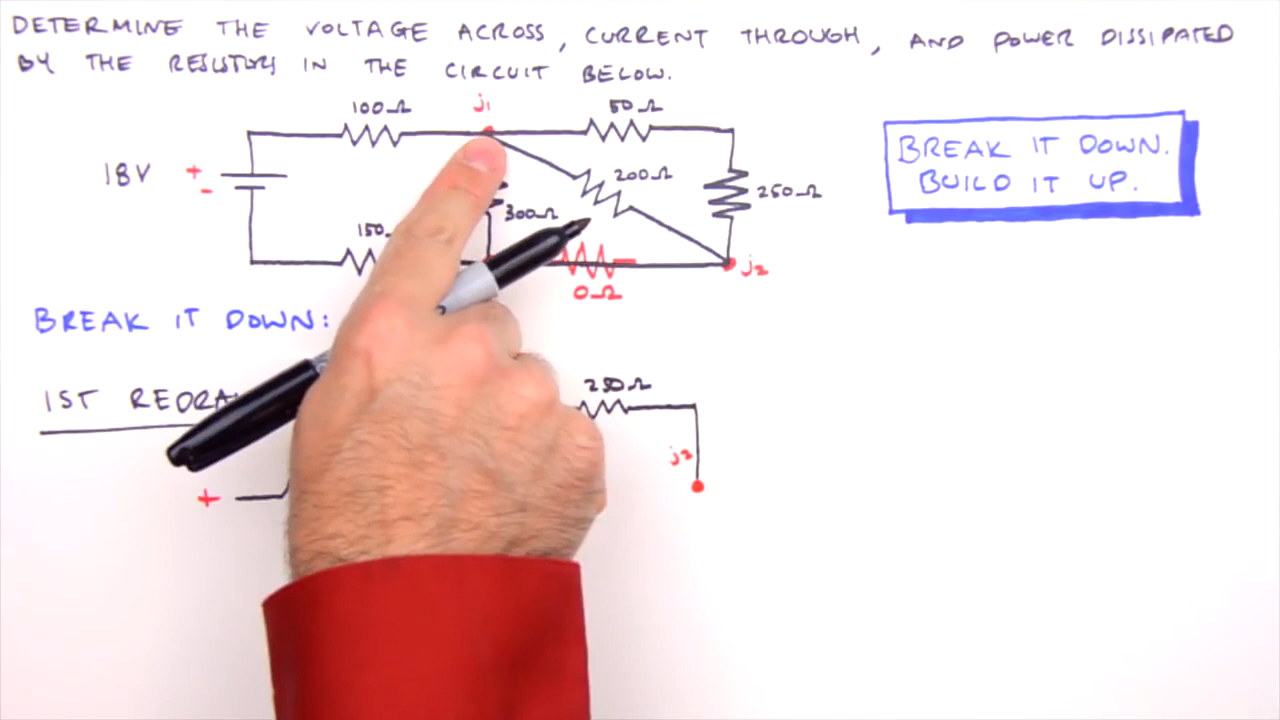 DETERMINE THE VOLTAGE ACROSS, CURRENT THROUGH, AND POWER DISSIPATED
BY THE RESISTORS IN THE CIRCUIT BELOW.
100Ω j1 50Ω
18V + - 200Ω 250Ω
300Ω
150
j2
0Ω
BREAK IT DOWN.
BUILD IT UP.
BREAK IT DOWN:
1ST 250Ω
j2
+